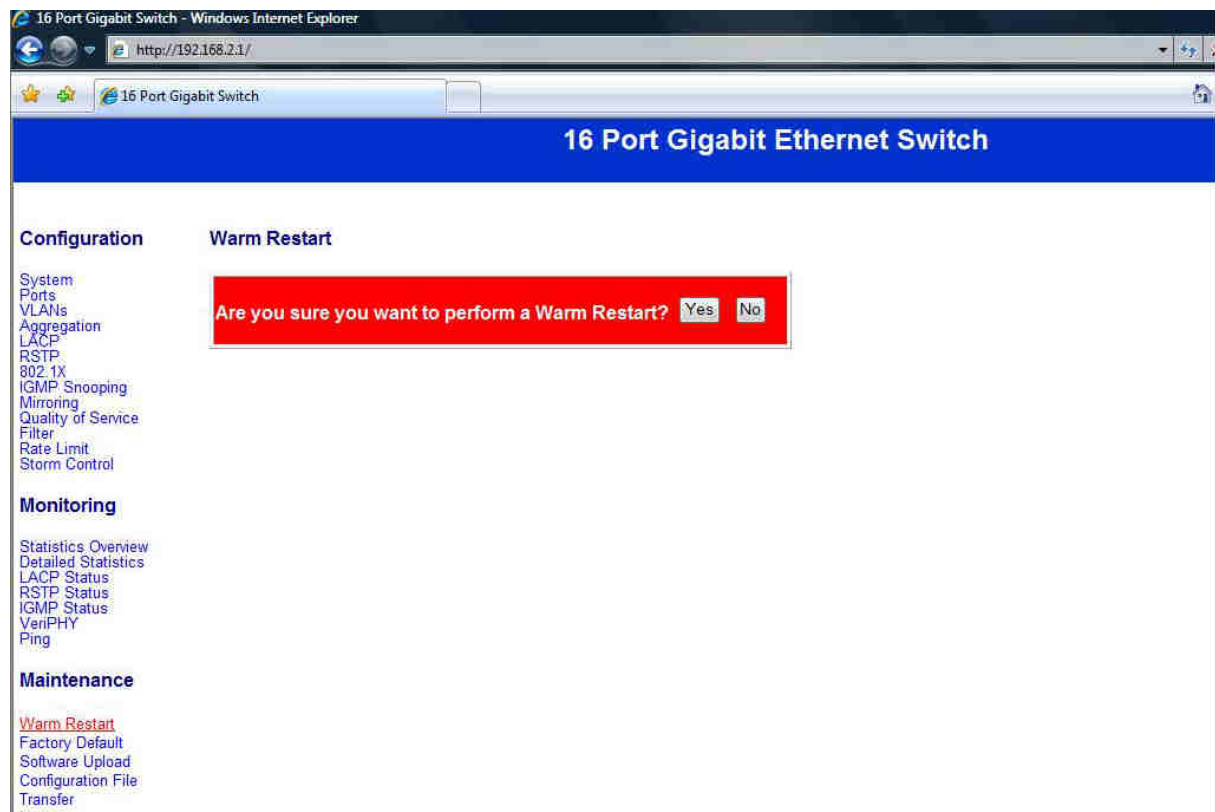 16 Port Gigabit Switch - Windows Internet Explorer
http://192.168.2.1/
16 Port Gigabit Switch
16 Port Gigabit Ethernet Switch
Configuration
System
Ports
VLANs
Aggregation
LACP
RSTP
802.1X
IGMP Snooping
Mirroring
Quality of Service
Filter
Rate Limit
Storm Control
Monitoring
Statistics Overview
Detailed Statistics
LACP Status
RSTP Status
IGMP Status
VeriPHY
Ping
Maintenance
Warm Restart
Factory Default
Software Upload
Configuration File
Transfer
Warm Restart
Are you sure you want to perform a Warm Restart? Yes No